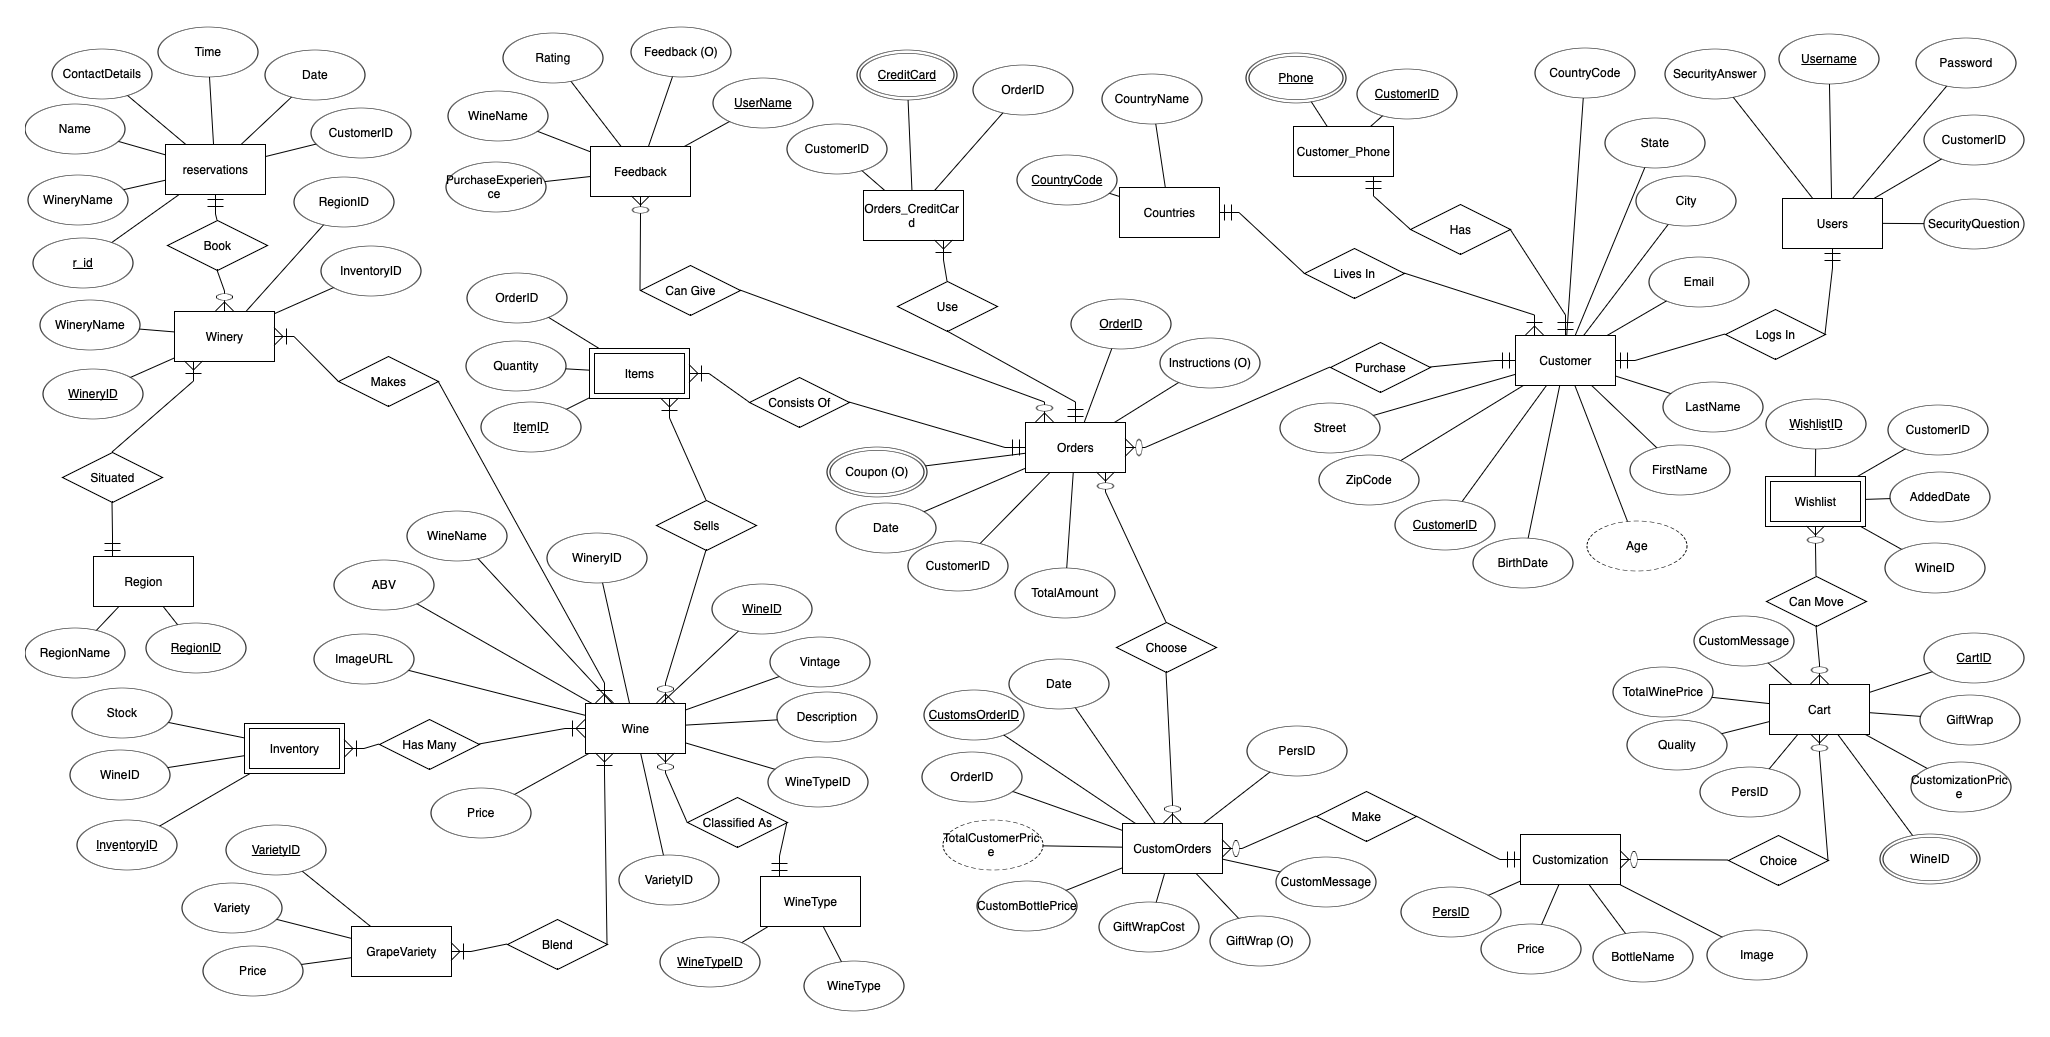 Time
ContactDetails
Date
Name
CustomerID
reservations
WineryName
r_id
Book
RegionID
InventoryID
WineryName
Winery
WineryID
Makes
Situated
Region
RegionName
RegionID
Rating
Feedback (O)
WineName
UserName
Feedback
PurchaseExperien
ce
Can Give
CreditCard
OrderID
CustomerID
Orders_CreditCar
d
Use
CountryName
CountryCode
Countries
Lives In
Phone
CustomerID
Customer_Phone
Has
CountryCode
State
City
Email
Customer
LastName
FirstName
Age
BirthDate
CustomerID
ZipCode
Street
Purchase
SecurityAnswer
Username
Password
CustomerID
SecurityQuestion
Users
Logs In
OrderID
Quantity
ItemID
Items
Consists Of
Sells
OrderID
Instructions (O)
Orders
Coupon (O)
Date
CustomerID
TotalAmount
Choose
WishlistID
CustomerID
Wishlist
AddedDate
WineID
Can Move
CustomMessage
CartID
TotalWinePrice
Cart
GiftWrap
Quality
PersID
CustomizationPric
e
WineID
Choice
WineName
WineryID
ABV
WineID
ImageURL
Vintage
Wine
Description
WineTypeID
Price
VarietyID
Classified As
WineType
WineTypeID
WineType
Stock
Inventory
Has Many
WineID
InventoryID
VarietyID
Variety
GrapeVariety
Price
Blend
Date
CustomsOrderID
PersID
OrderID
TotalCustomerPric
e
CustomOrders
CustomBottlePrice
GiftWrapCost
GiftWrap (O)
CustomMessage
Make
Customization
PersID
Price
BottleName
Image